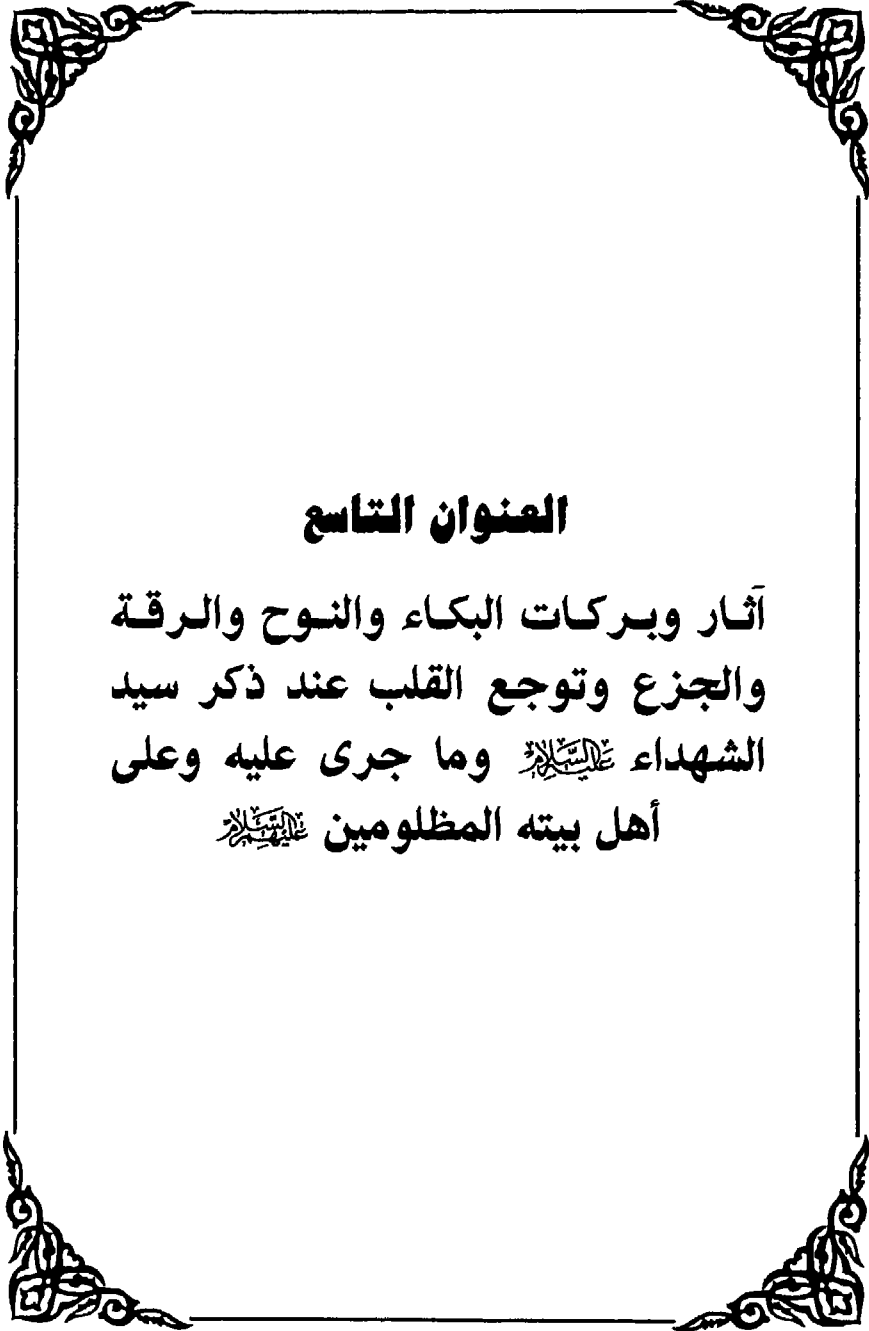 العنوان التاسع
آثار وبركات البكاء والنوح والرقة
والجزع وتوجع القلب عند ذكر سيد
الشهداء عليه السلام وما جرى عليه وعلى
أهل بيته المظلومين عليهم السلام